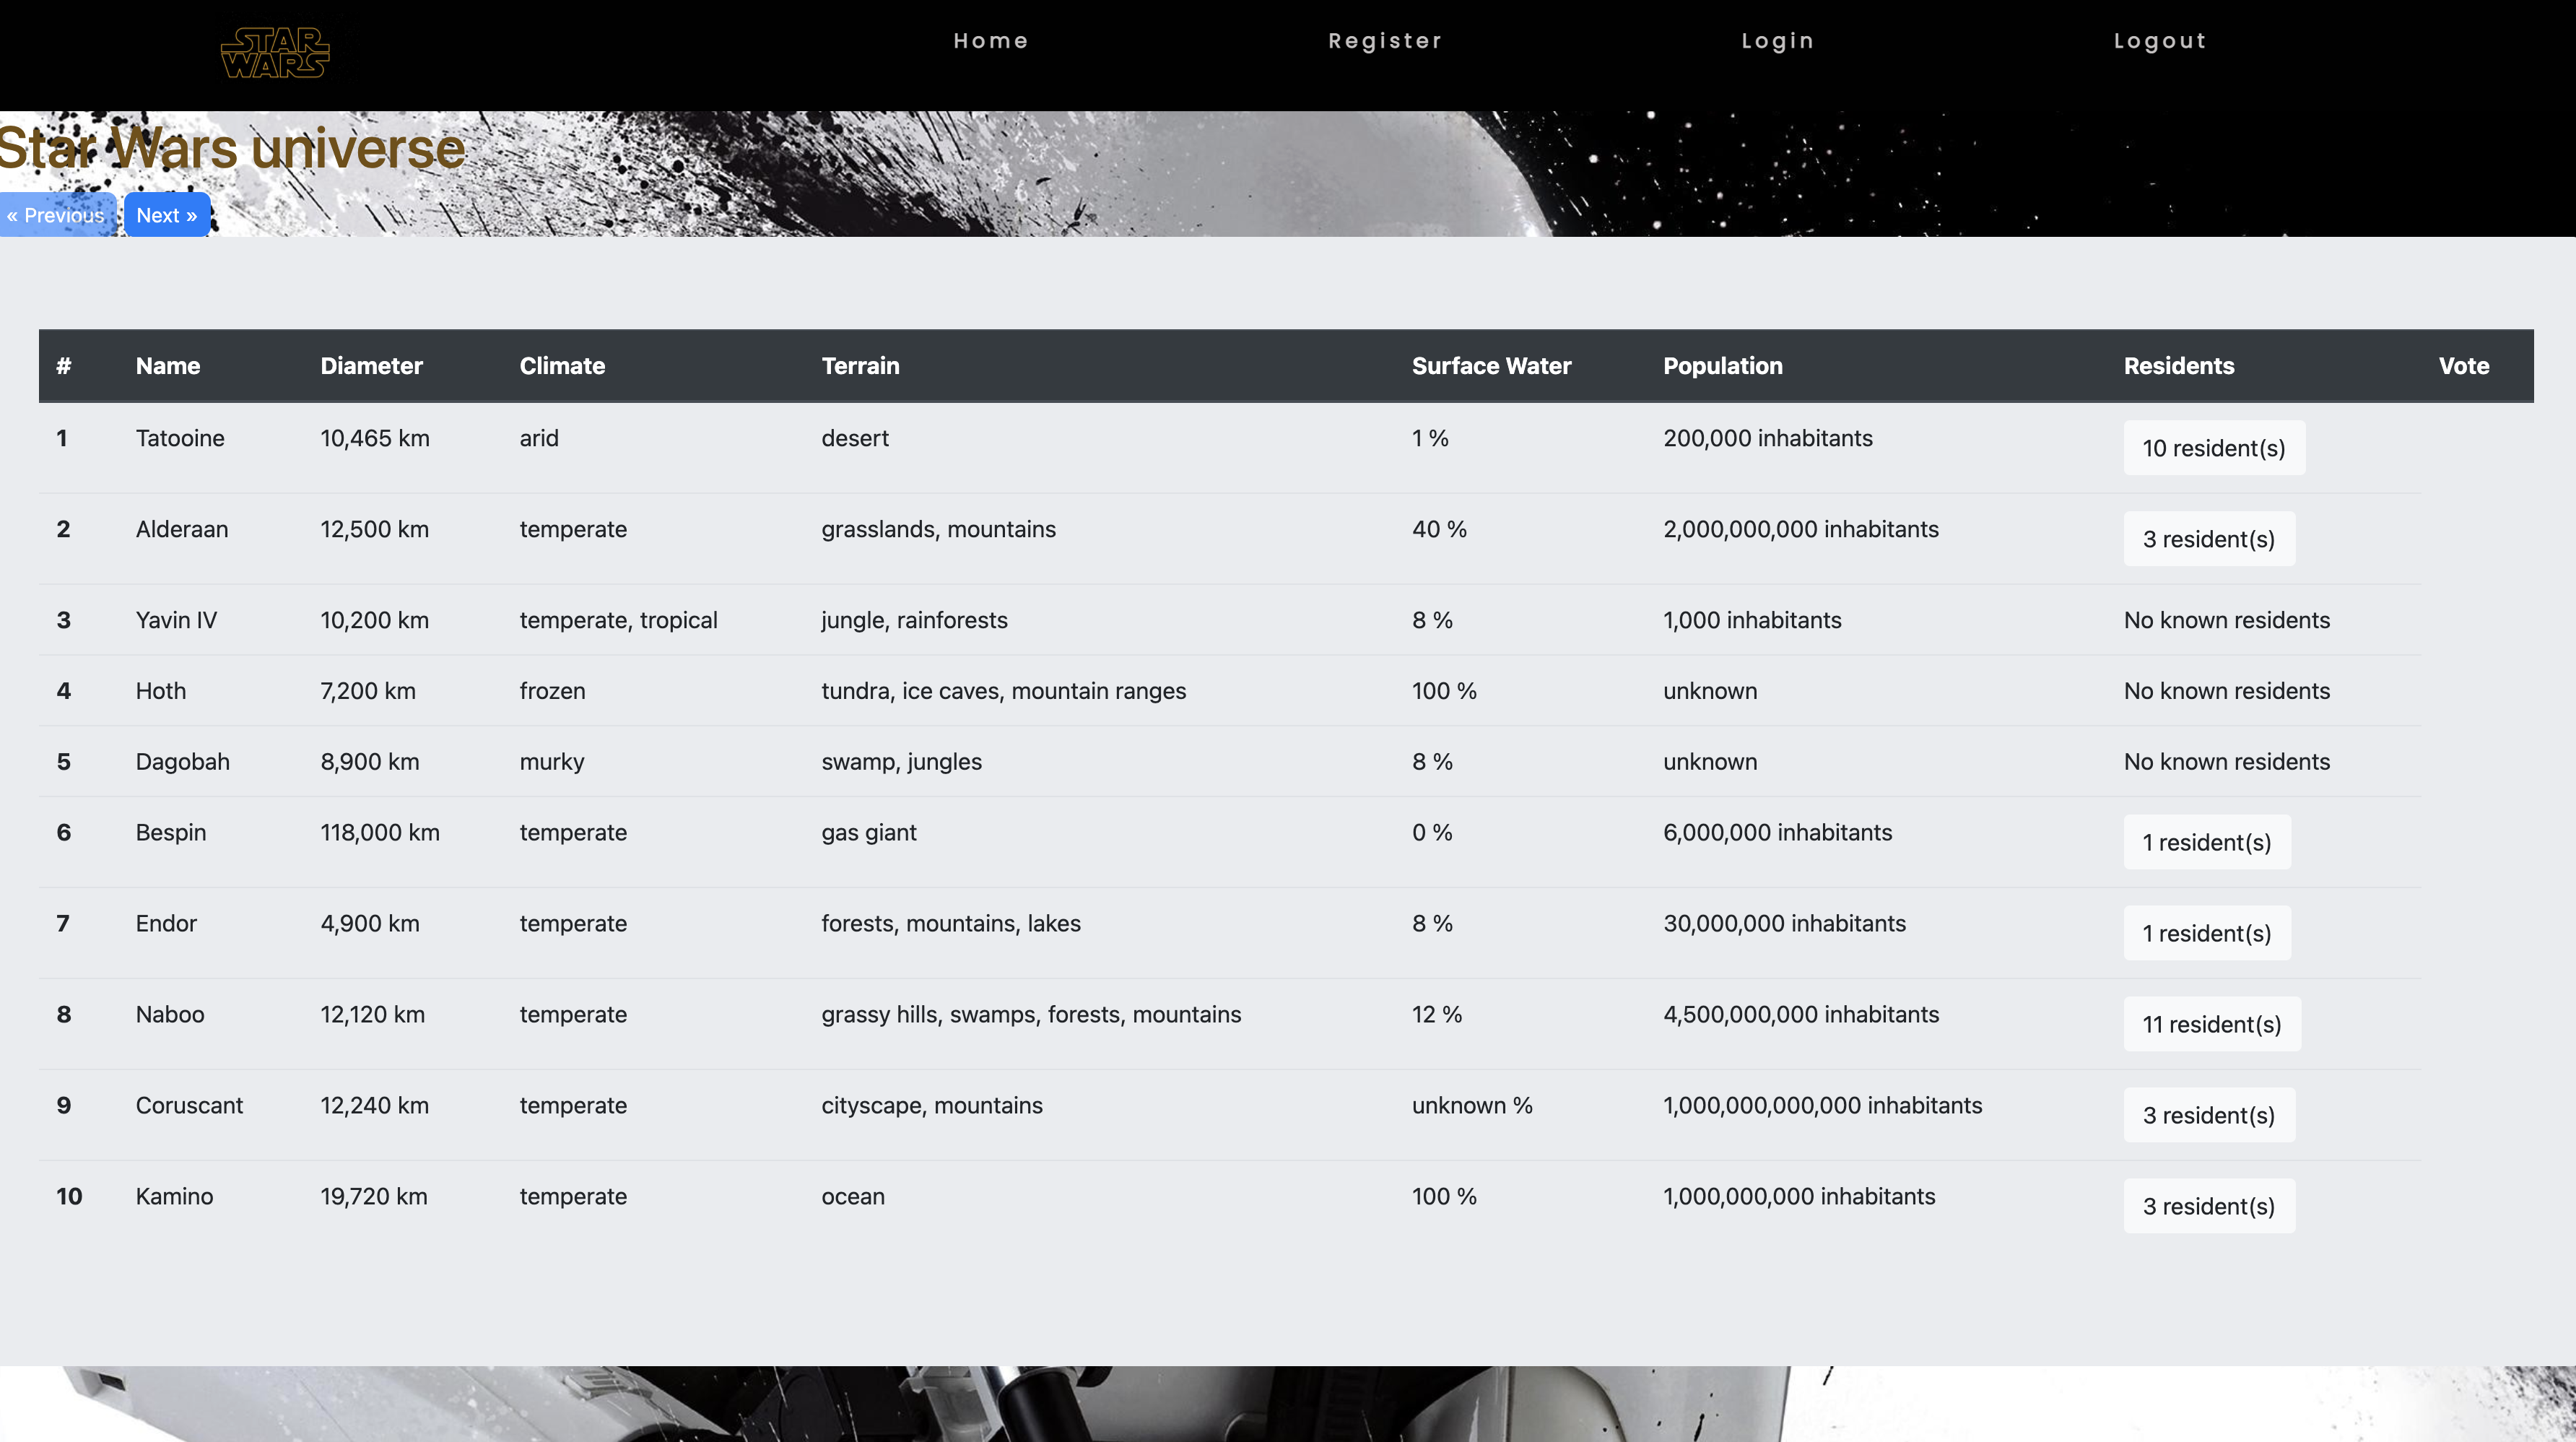 STAR
WARS
Home Register Login Logout
Star Wars universe
« Previous Next »
# Name Diameter Climate Terrain Surface Water Population Residents Vote
1 Tatooine 10,465 km arid desert 1 % 200,000 inhabitants 10 resident(s)
2 Alderaan 12,500 km temperate grasslands, mountains 40 % 2,000,000,000 inhabitants 3 resident(s)
3 Yavin IV 10,200 km temperate, tropical jungle, rainforests 8 % 1,000 inhabitants No known residents
4 Hoth 7,200 km frozen tundra, ice caves, mountain ranges 100 % unknown No known residents
5 Dagobah 8,900 km murky swamp, jungles 8 % unknown No known residents
6 Bespin 118,000 km temperate gas giant 0 % 6,000,000 inhabitants 1 resident(s)
7 Endor 4,900 km temperate forests, mountains, lakes 8 % 30,000,000 inhabitants 1 resident(s)
8 Naboo 12,120 km temperate grassy hills, swamps, forests, mountains 12 % 4,500,000,000 inhabitants 11 resident(s)
9 Coruscant 12,240 km temperate cityscape, mountains unknown % 1,000,000,000,000 inhabitants 3 resident(s)
10 Kamino 19,720 km temperate ocean 100 % 1,000,000,000 inhabitants 3 resident(s)